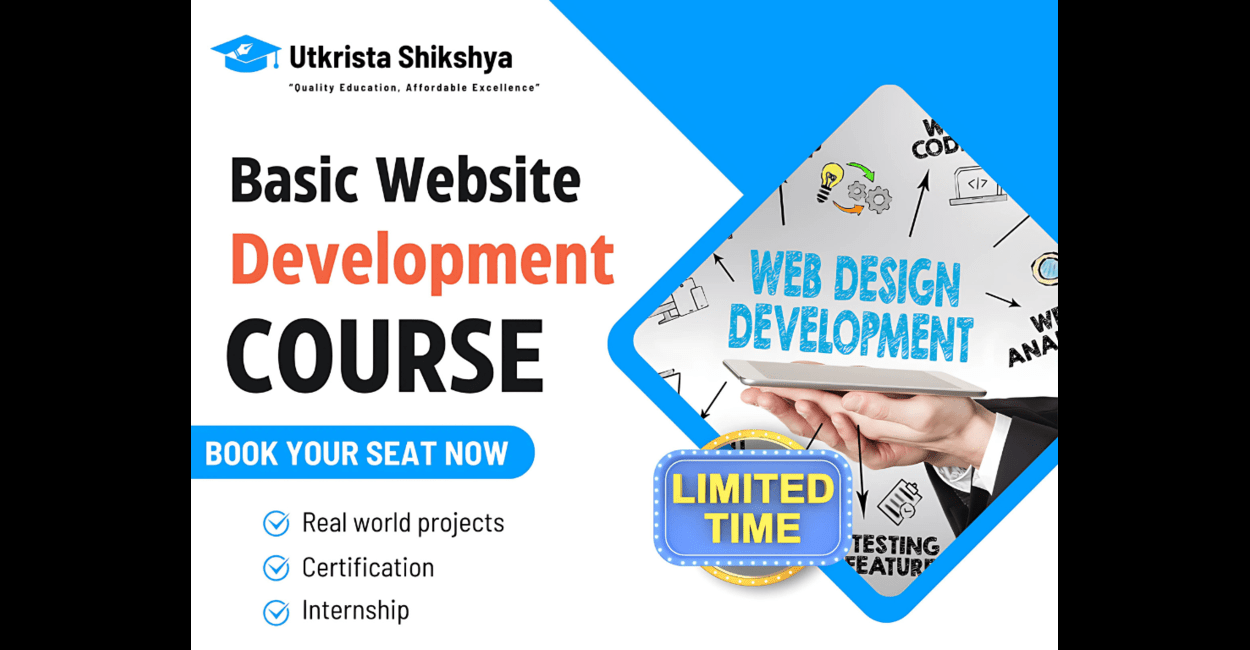 Utkrista Shikshya
"Quality Education, Affordable Excellence"
Basic Website
Development
COURSE
BOOK YOUR SEAT NOW
Real world projects
Certification
Internship
</>
WEB DESIGN
DEVELOPMENT
LIMITED
TIME
TESTING